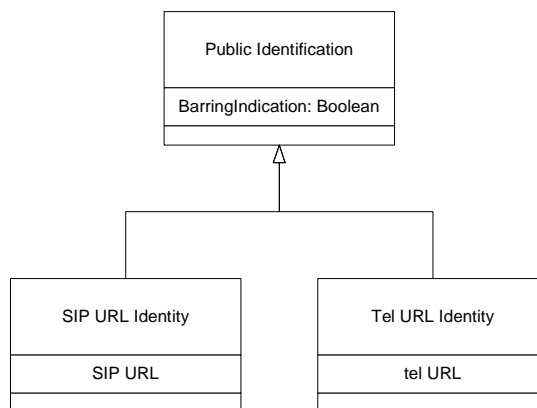 Public Identification
BarringIndication: Boolean
SIP URL Identity
SIP URL
Tel URL Identity
tel URL